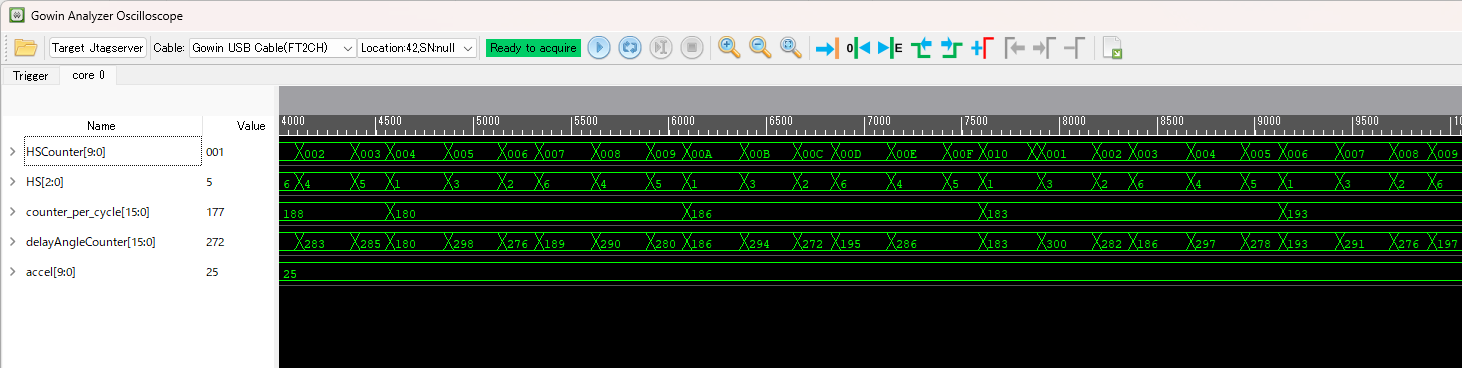 Gowin Analyzer Oscilloscope
Target Jtagserver Cable: Gowin USB Cable(FT2CH) Location:42,SN:null Ready to acquire 0 E
Trigger core 0
Name Value 4000 4500 5000 5500 6000 6500 7000 7500 8000 8500 9000 9500 10
HSCounter[9:0] 001 002 003 004 005 006 007 008 009 00A 00B 00C 00D 00E 00F 010 001 002 003 004 005 006 007 008 009
HS[2:0] 5 6 4 5 1 3 2 6 4 5 1 3 2 6 4 5 1 3 2 6 4 5 1 3 2 6
counter_per_cycle[15:0] 177 188 180 186 183 193
delayAngleCounter[15:0] 272 283 285 180 298 276 189 290 280 186 294 272 195 286 183 300 282 186 297 278 193 291 276 197
accel[9:0] 25 25